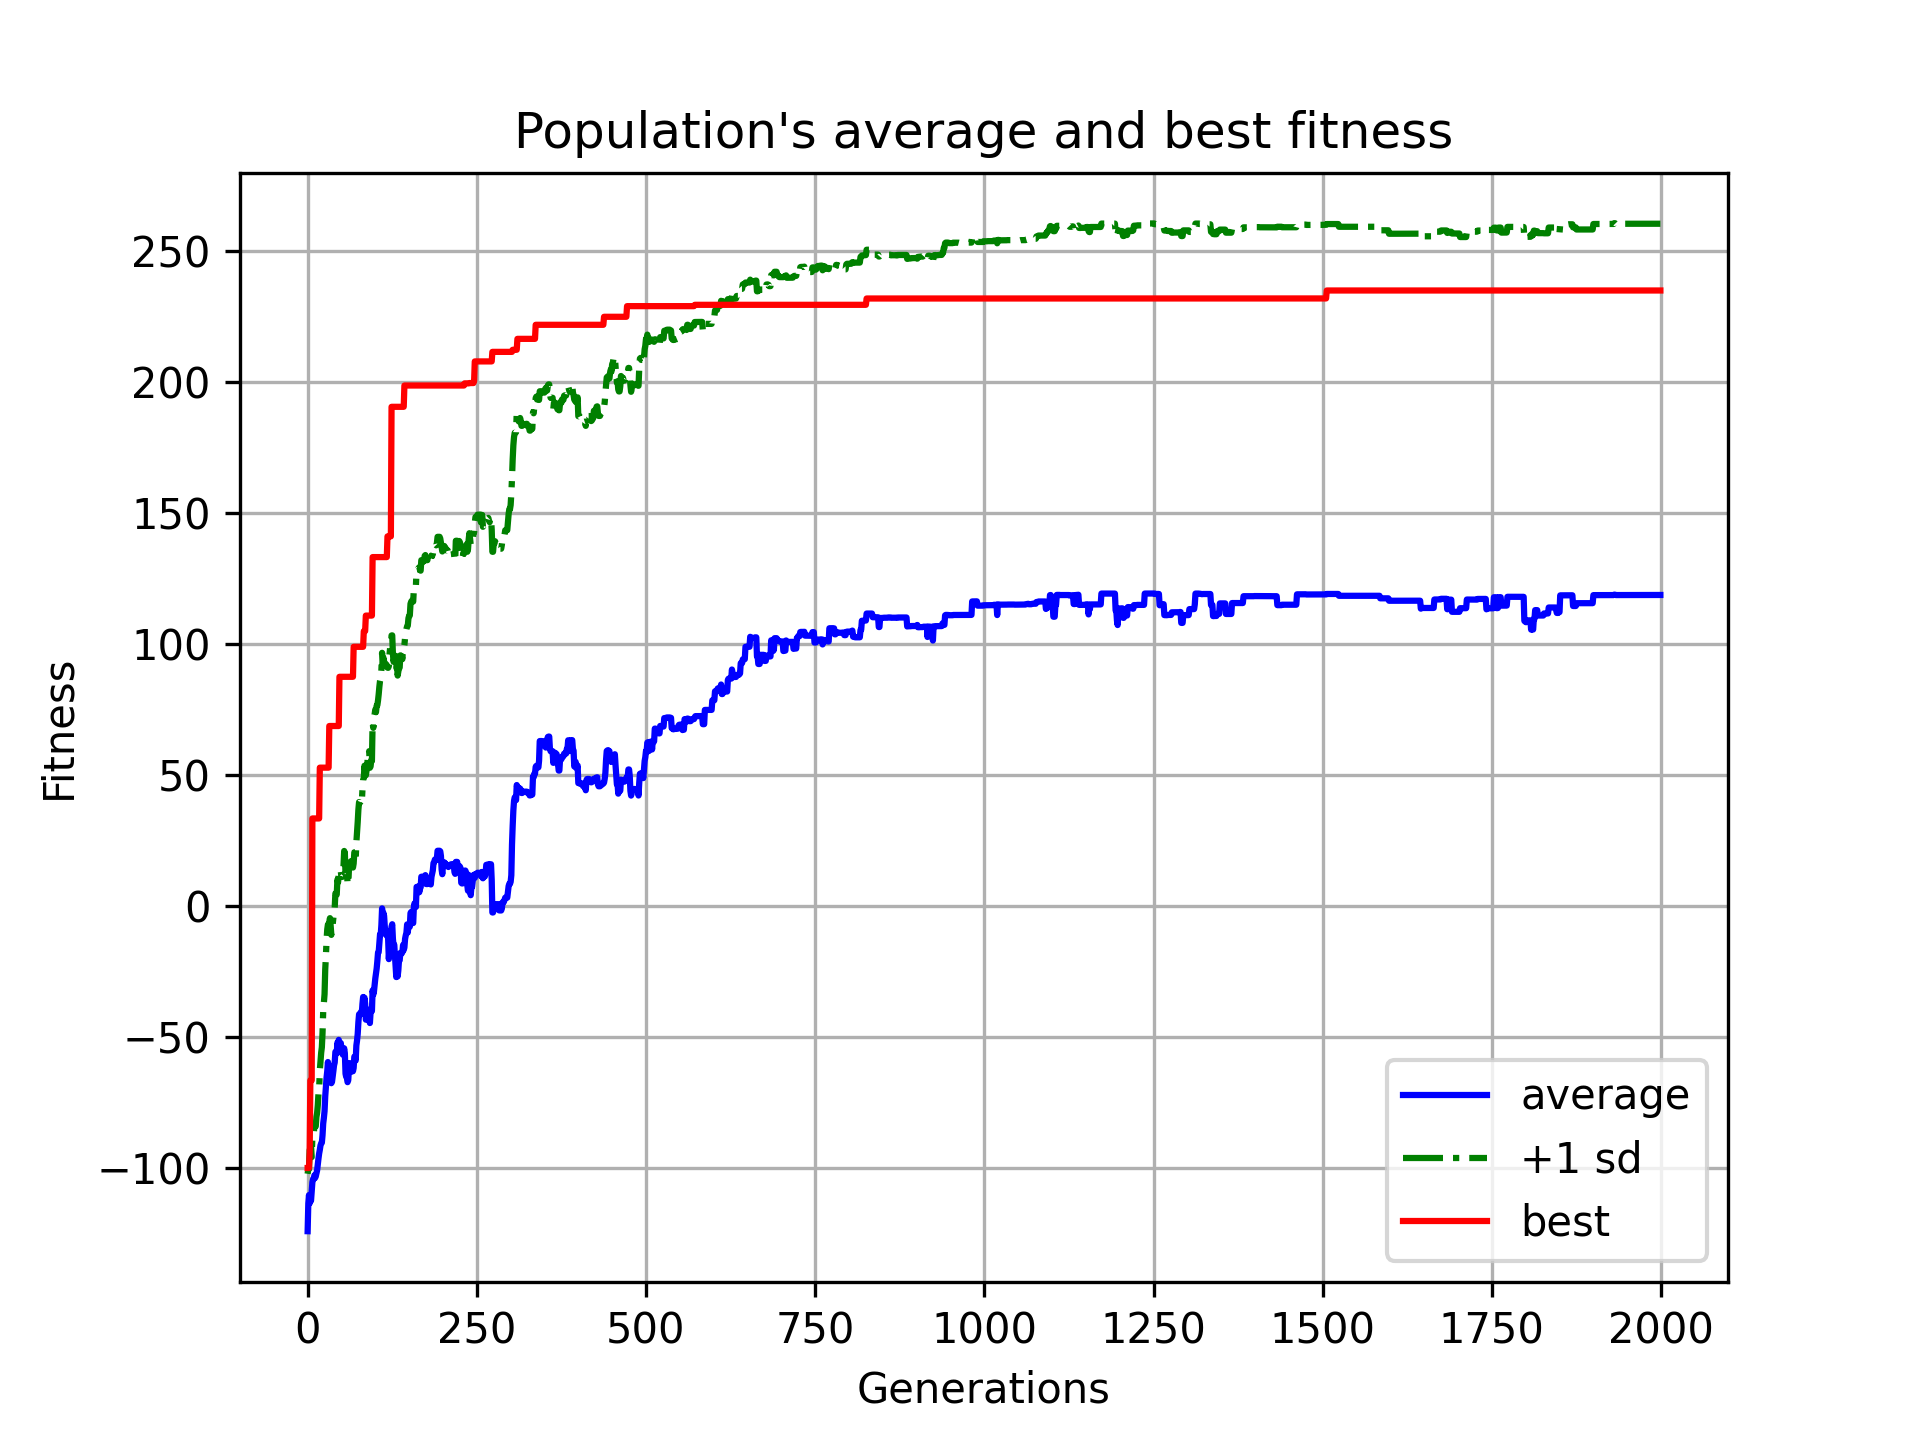 Population's average and best fitness
Fitness
250
200
150
100
50
0
−50
−100
0 250 500 750 1000 1250 1500 1750 2000
Generations
average
+1 sd
best